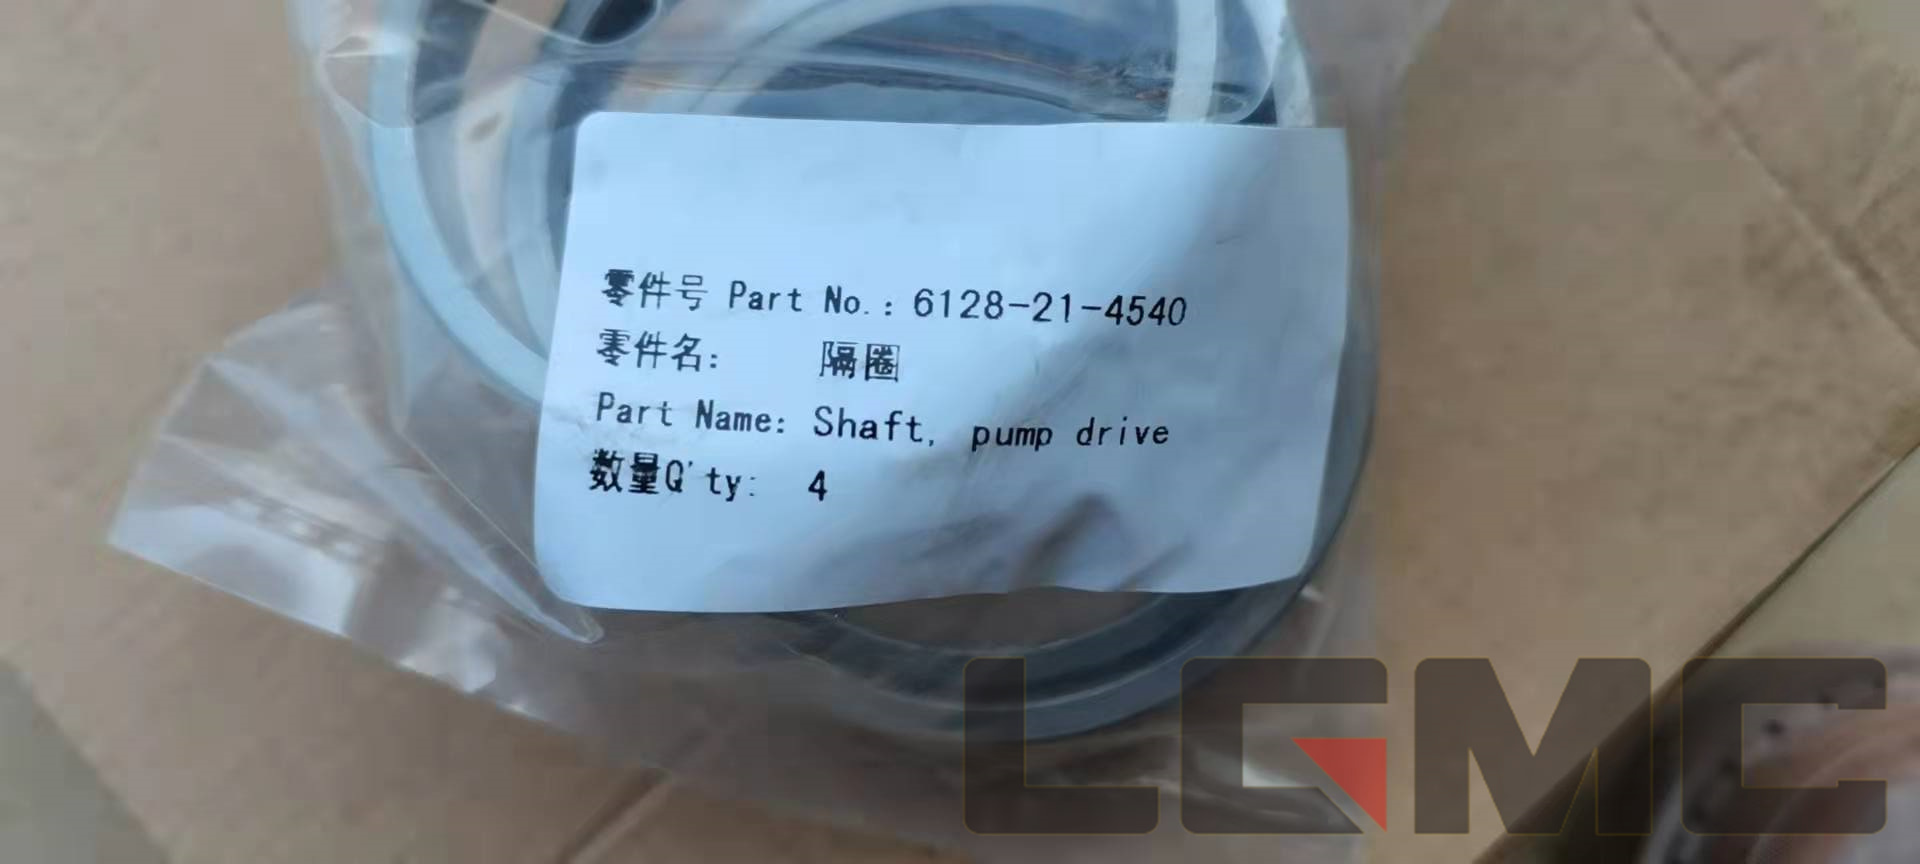 零件号 Part No.: 6128-21-4540
零件名: 隔圈
Part Name: Shaft, pump drive
数量Q'ty: 4
LGMC